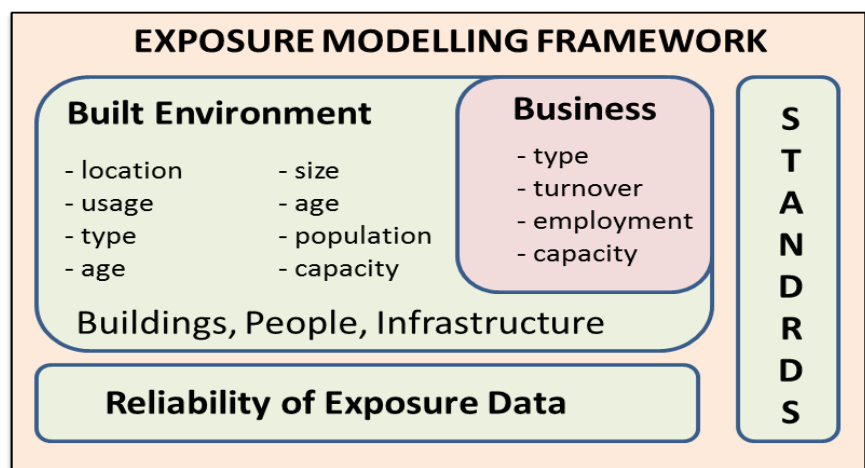 EXPOSURE MODELLING FRAMEWORK
Built Environment
- location
- usage
- type
- age
- size
- age
- population
- capacity
Buildings, People, Infrastructure
Business
- type
- turnover
- employment
- capacity
Reliability of Exposure Data
S
T
A
N
D
R
D
S